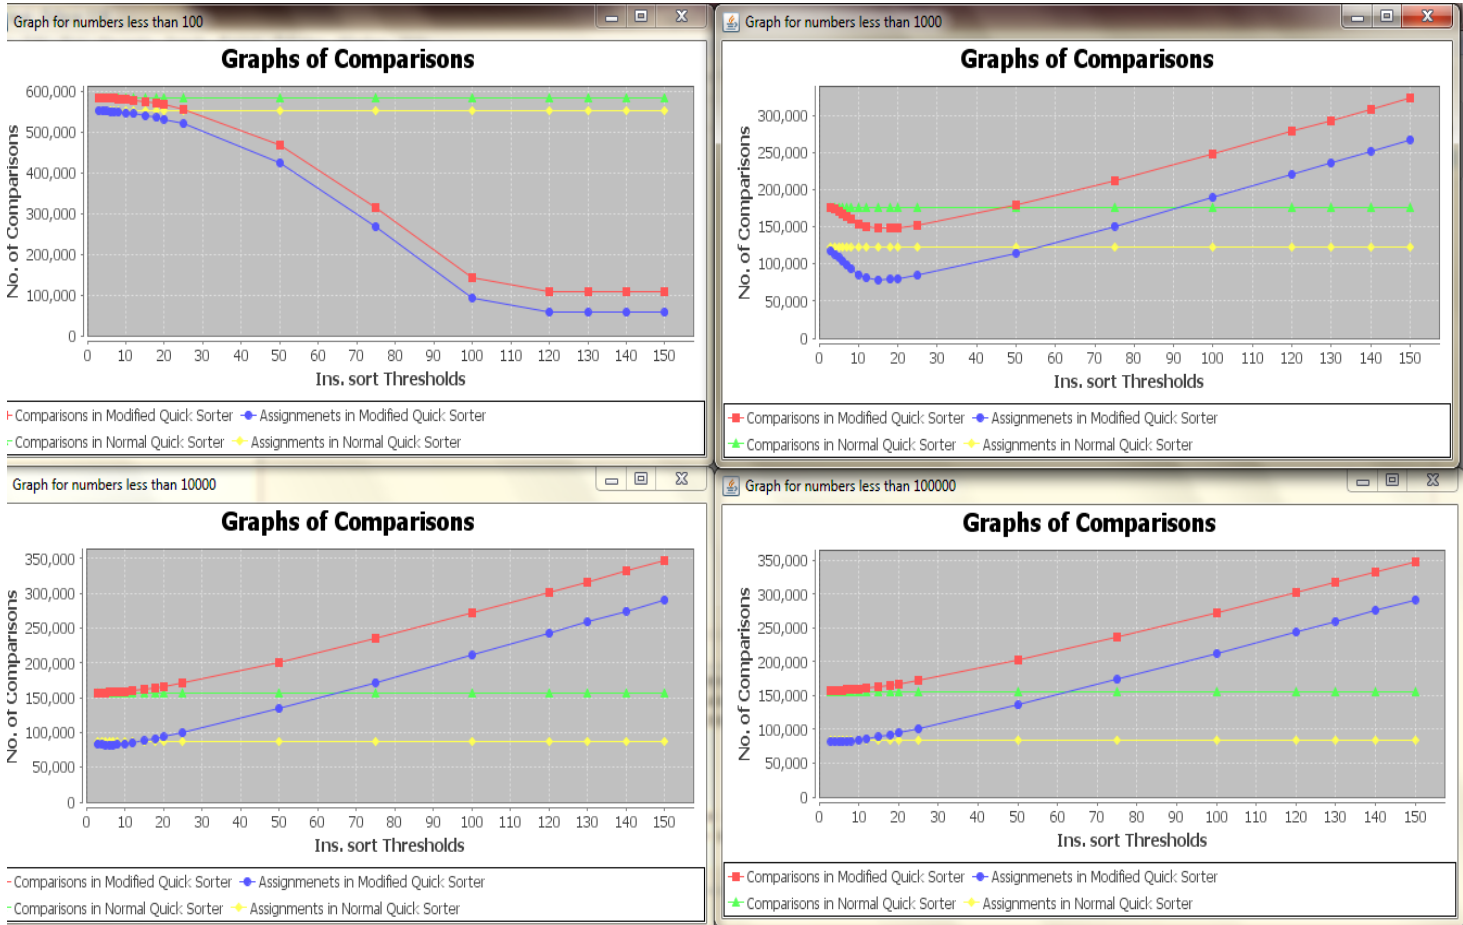 Graph for numbers less than 100
Graphs of Comparisons
No. of Comparisons
600,000
500,000
400,000
300,000
200,000
100,000
0
0 10 20 30 40 50 60 70 80 90 100 110 120 130 140 150
Ins. sort Thresholds
Comparisons in Modified Quick Sorter Assignmenets in Modified Quick Sorter
Comparisons in Normal Quick Sorter Assignments in Normal Quick Sorter
Graph for numbers less than 1000
Graphs of Comparisons
No. of Comparisons
300,000
250,000
200,000
150,000
100,000
50,000
0
0 10 20 30 40 50 60 70 80 90 100 110 120 130 140 150
Ins. sort Thresholds
Comparisons in Modified Quick Sorter Assignmenets in Modified Quick Sorter
Comparisons in Normal Quick Sorter Assignments in Normal Quick Sorter
Graph for numbers less than 10000
Graphs of Comparisons
No. of Comparisons
350,000
300,000
250,000
200,000
150,000
100,000
50,000
0
0 10 20 30 40 50 60 70 80 90 100 110 120 130 140 150
Ins. sort Thresholds
Comparisons in Modified Quick Sorter Assignmenets in Modified Quick Sorter
Comparisons in Normal Quick Sorter Assignments in Normal Quick Sorter
Graph for numbers less than 100000
Graphs of Comparisons
No. of Comparisons
350,000
300,000
250,000
200,000
150,000
100,000
50,000
0
0 10 20 30 40 50 60 70 80 90 100 110 120 130 140 150
Ins. sort Thresholds
Comparisons in Modified Quick Sorter Assignmenets in Modified Quick Sorter
Comparisons in Normal Quick Sorter Assignments in Normal Quick Sorter